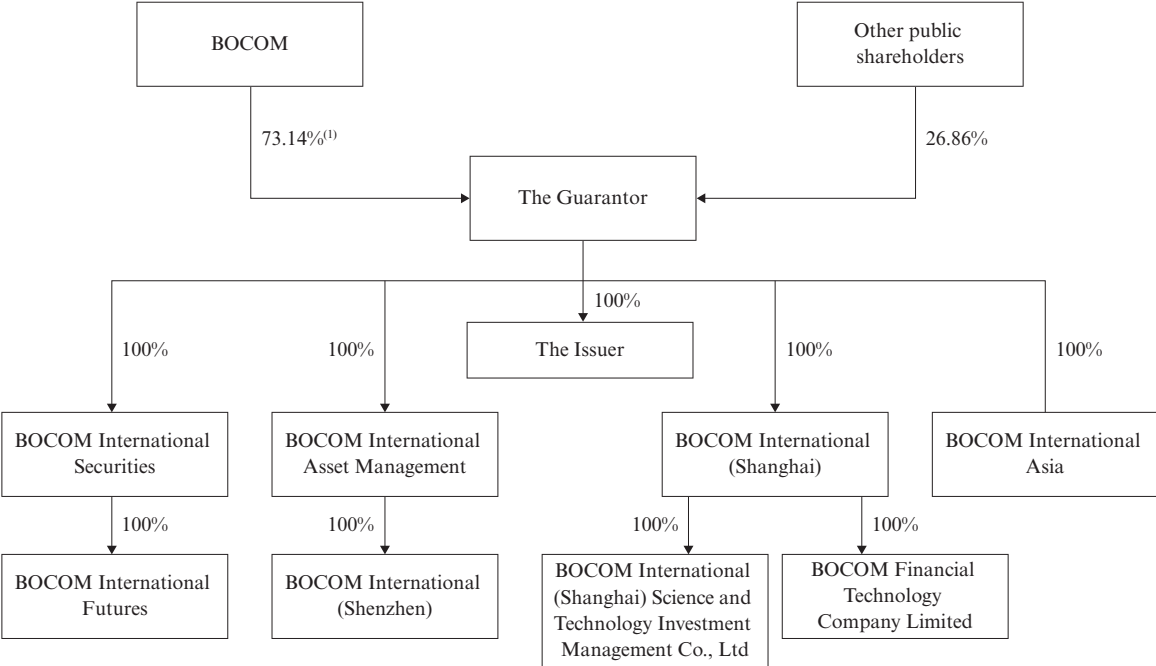 BOCOM
Other public
shareholders
73.14%(1)
26.86%
The Guarantor
100%
The Issuer
100%
100%
100%
100%
BOCOM International
Securities
BOCOM International
Asset Management
BOCOM International
(Shanghai)
BOCOM International
Asia
100%
100%
100%
100%
BOCOM International
Futures
BOCOM International
(Shenzhen)
BOCOM International
(Shanghai) Science and
Technology Investment
Management Co., Ltd
BOCOM Financial
Technology
Company Limited